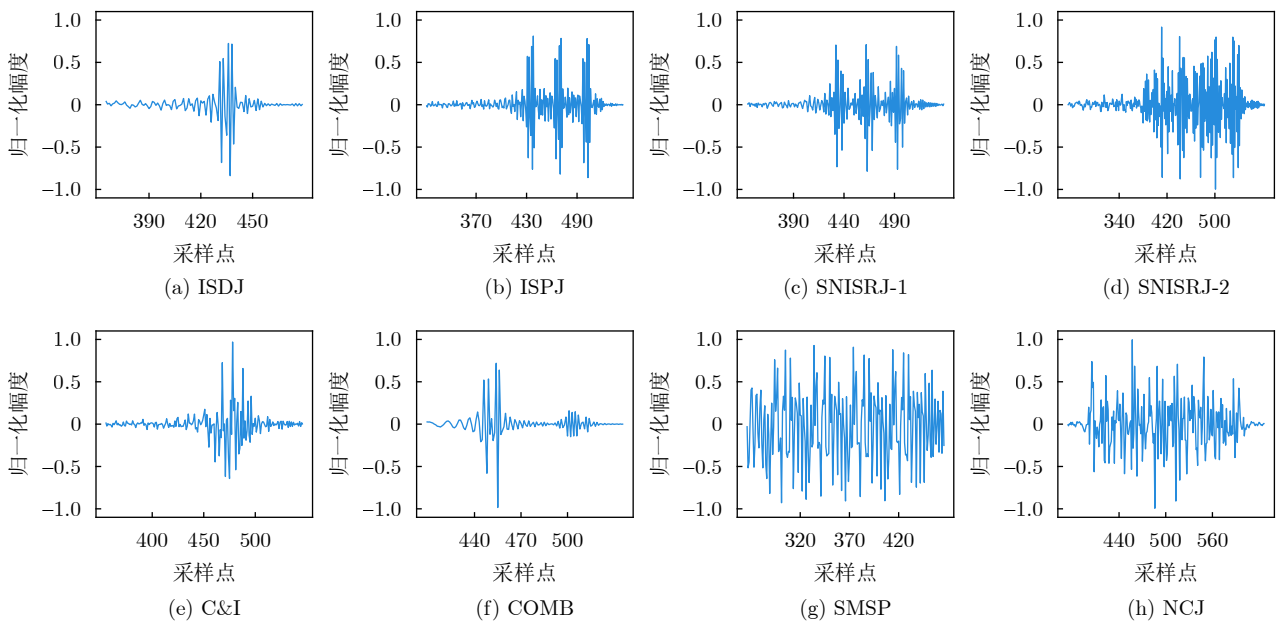 1.0
0.5
0
−0.5
−1.0
归一化幅度
390 420 450
采样点
(a) ISDJ
1.0
0.5
0
−0.5
−1.0
归一化幅度
370 430 490
采样点
(b) ISPJ
1.0
0.5
0
−0.5
−1.0
归一化幅度
390 440 490
采样点
(c) SNISRJ-1
1.0
0.5
0
−0.5
−1.0
归一化幅度
340 420 500
采样点
(d) SNISRJ-2
1.0
0.5
0
−0.5
−1.0
归一化幅度
400 450 500
采样点
(e) C&I
1.0
0.5
0
−0.5
−1.0
归一化幅度
440 470 500
采样点
(f) COMB
1.0
0.5
0
−0.5
−1.0
归一化幅度
320 370 420
采样点
(g) SMSP
1.0
0.5
0
−0.5
−1.0
归一化幅度
440 500 560
采样点
(h) NCJ